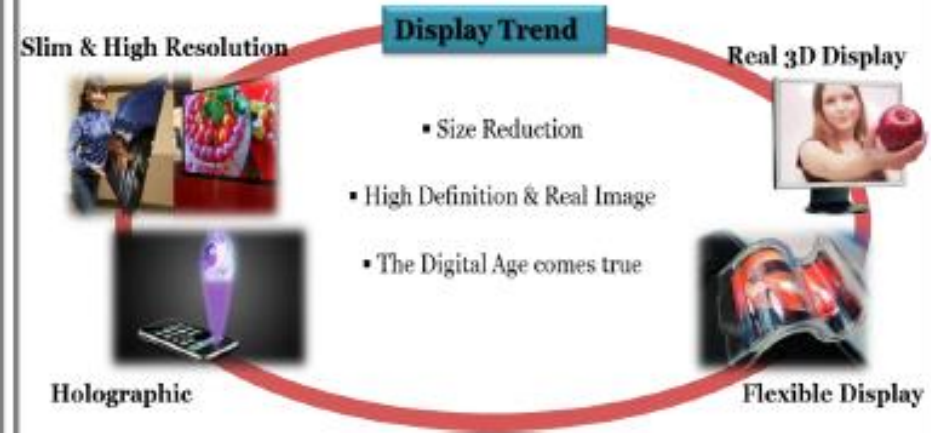 Display Trend
Slim & High Resolution
Real 3D Display
▪ Size Reduction
▪ High Definition & Real Image
▪ The Digital Age comes true
Holographic
Flexible Display